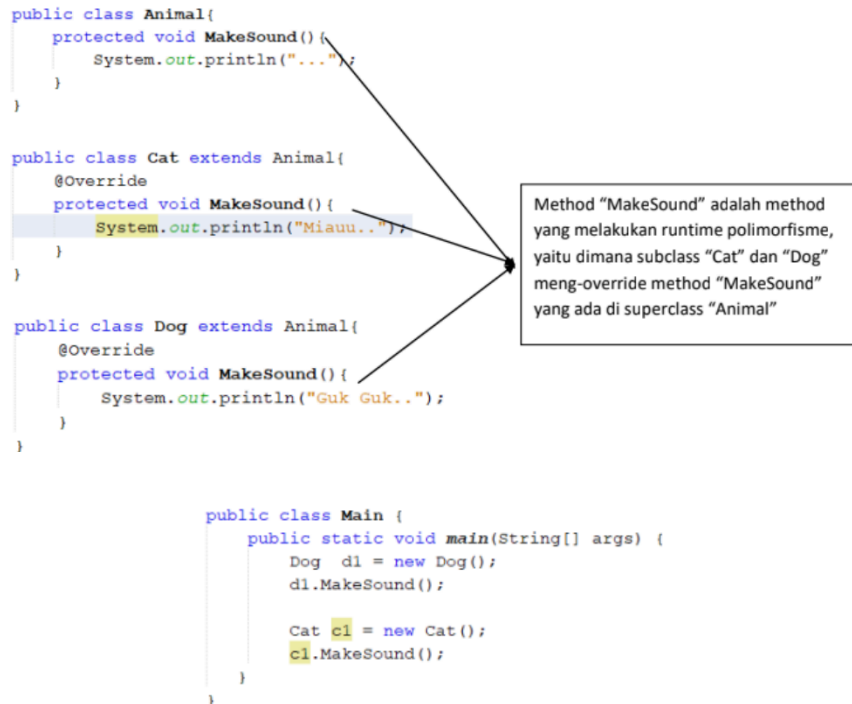 public class Animal{
protected void MakeSound(){
System.out.println("...");
}
}
public class Cat extends Animal{
@Override
protected void MakeSound(){
System.out.println("Miauu..");
}
}
public class Dog extends Animal{
@Override
protected void MakeSound(){
System.out.println("Guk Guk..");
}
}
Method “MakeSound” adalah method
yang melakukan runtime polimorfisme,
yaitu dimana subclass “Cat” dan “Dog”
meng-override method “MakeSound”
yang ada di superclass “Animal”
public class Main {
public static void main(String[] args) {
Dog  d1 = new Dog();
d1.MakeSound();
Cat c1 = new Cat();
c1.MakeSound();
}
}